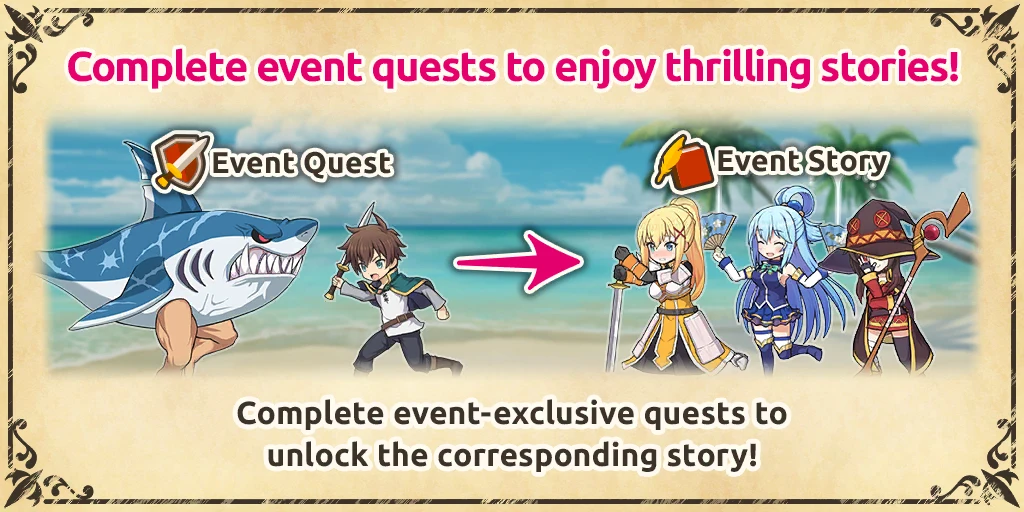 Complete event quests to enjoy thrilling stories!
Event Quest
Event Story
Complete event-exclusive quests to
unlock the corresponding story!